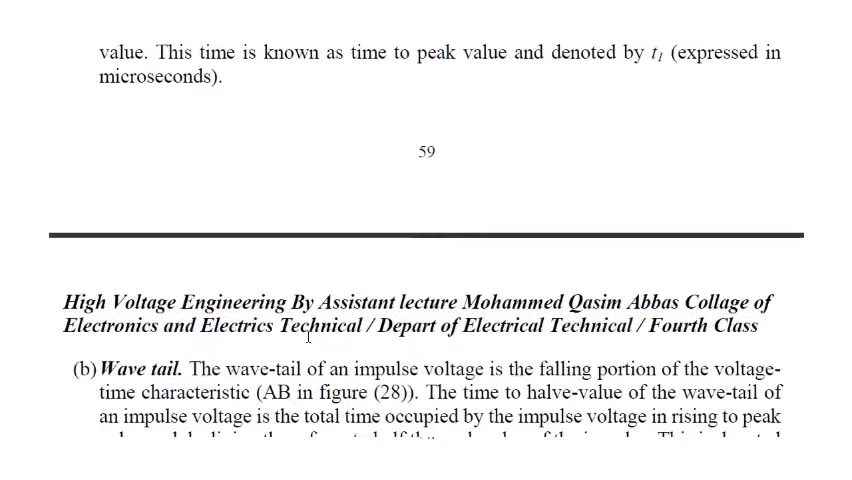 value. This time is known as time to peak value and denoted by t1 (expressed in
microseconds).
59
High Voltage Engineering By Assistant lecture Mohammed Qasim Abbas Collage of
Electronics and Electrics Technical / Depart of Electrical Technical / Fourth Class
(b) Wave tail. The wave-tail of an impulse voltage is the falling portion of the voltage-
time characteristic (AB in figure (28)). The time to halve-value of the wave-tail of
an impulse voltage is the total time occupied by the impulse voltage in rising to peak